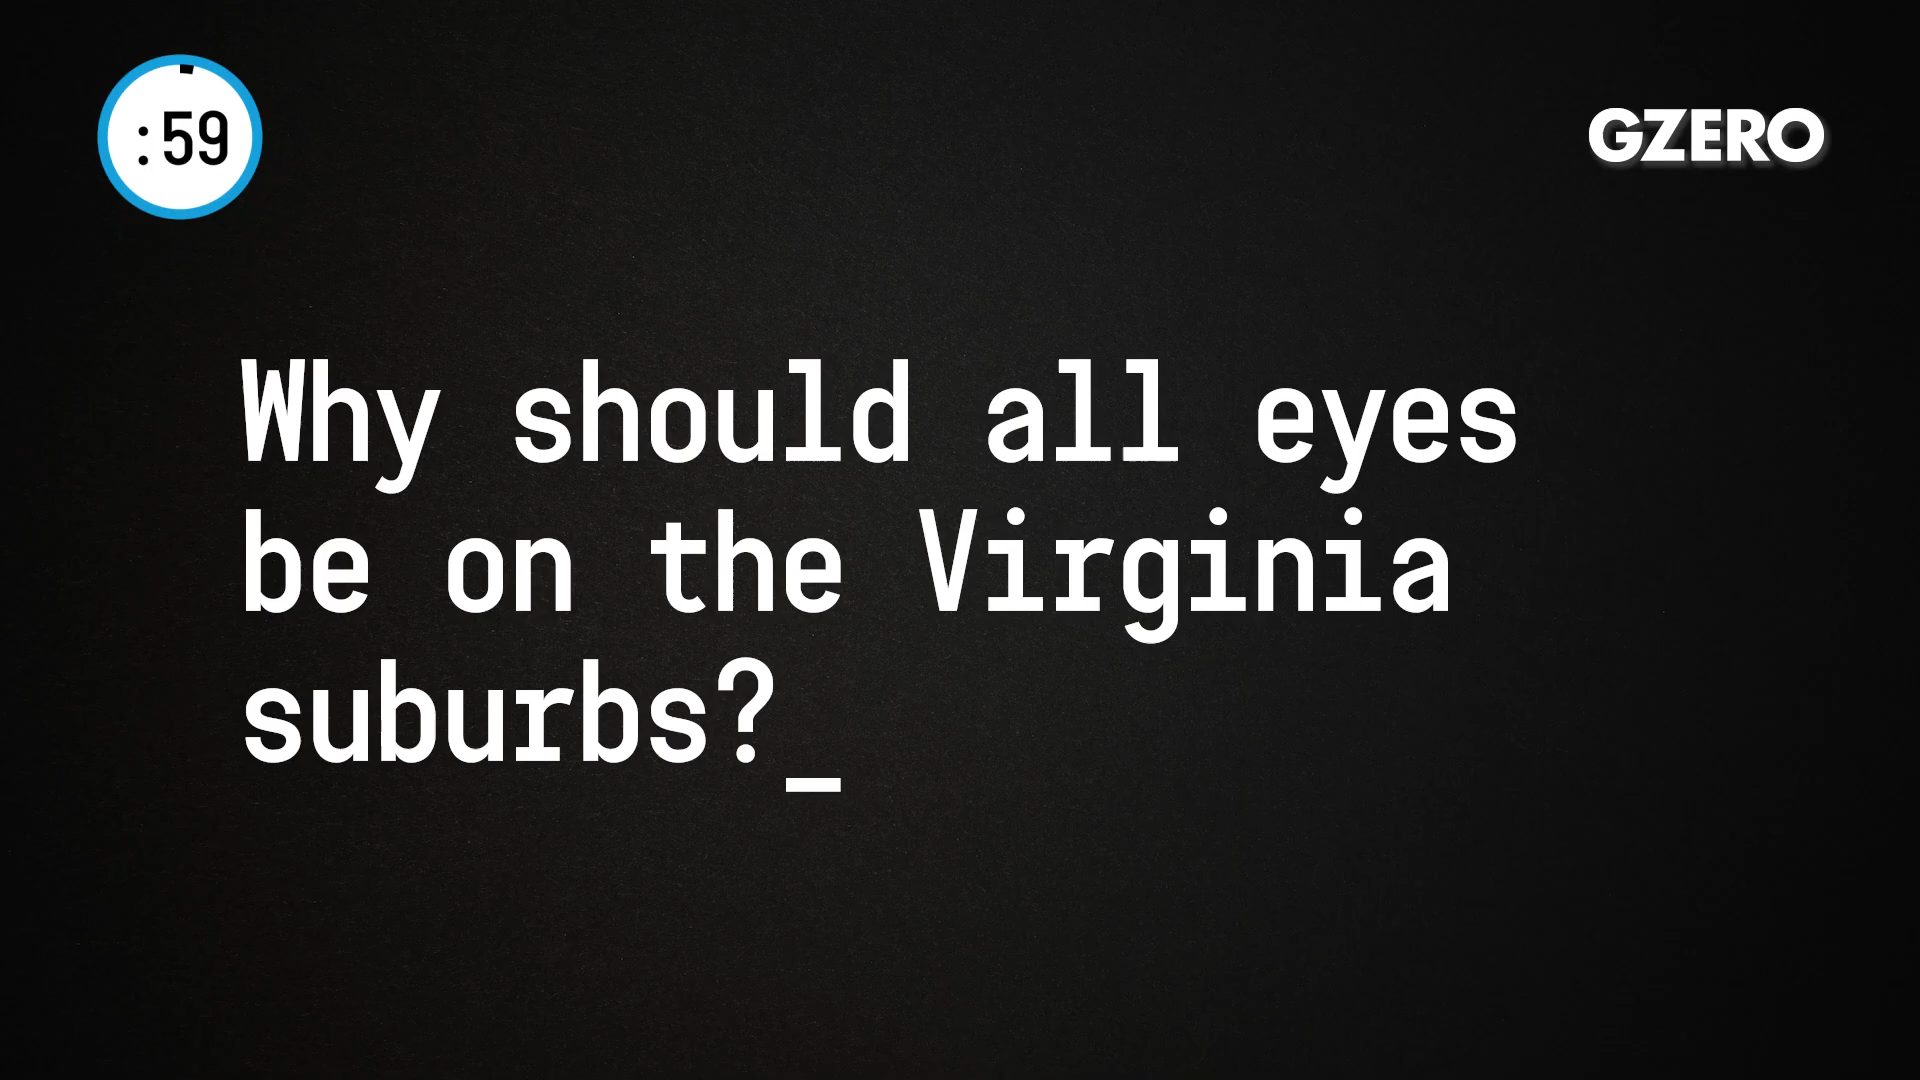 :59
GZERO
Why should all eyes
be on the Virginia
suburbs?_